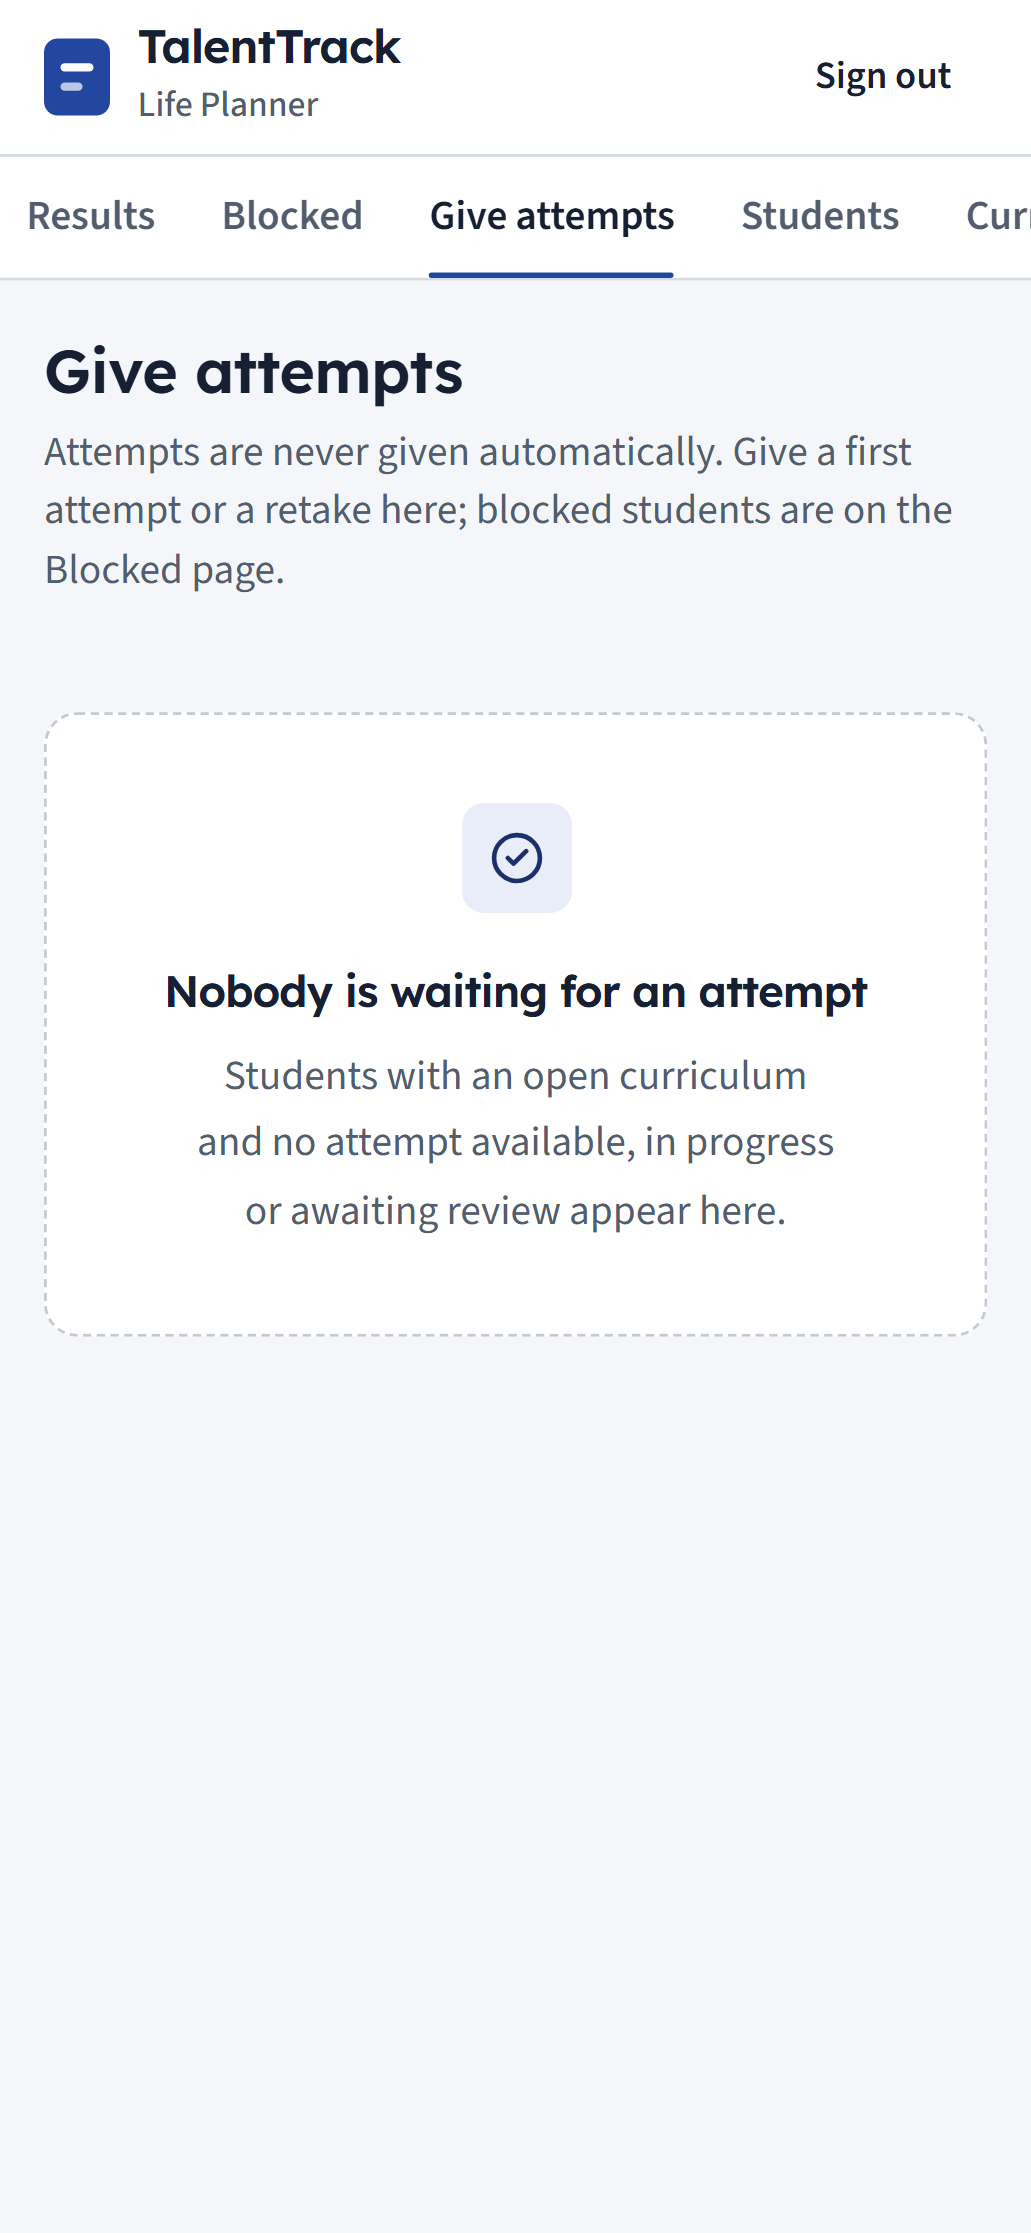 TalentTrack
Life Planner
Sign out
Results Blocked Give attempts Students Curr
Give attempts
Attempts are never given automatically. Give a first
attempt or a retake here; blocked students are on the
Blocked page.
Nobody is waiting for an attempt
Students with an open curriculum
and no attempt available, in progress
or awaiting review appear here.